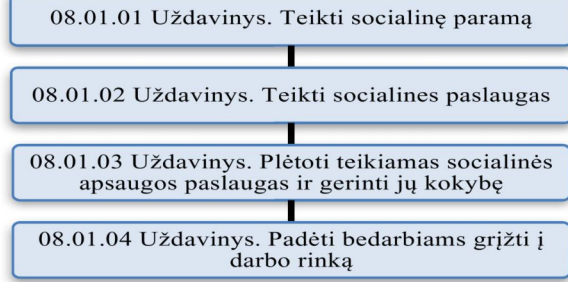 08.01.01 Uždavinys. Teikti socialinę paramą
08.01.02 Uždavinys. Teikti socialines paslaugas
08.01.03 Uždavinys. Plėtoti teikiamas socialinės
apsaugos paslaugas ir gerinti jų kokybę
08.01.04 Uždavinys. Padėti bedarbiams grįžti į
darbo rinką